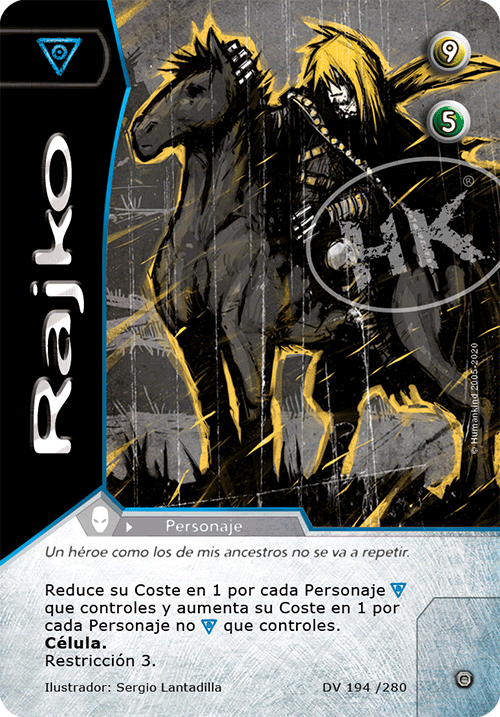 9
5
Rajko
HK®
© Humankind 2005-2020
Personaje
Un héroe como los de mis ancestros no se va a repetir.
Reduce su Coste en 1 por cada Personaje
que controles y aumenta su Coste en 1 por
cada Personaje no que controles.
Célula.
Restricción 3.
Ilustrador: Sergio Lantadilla DV 194 /280